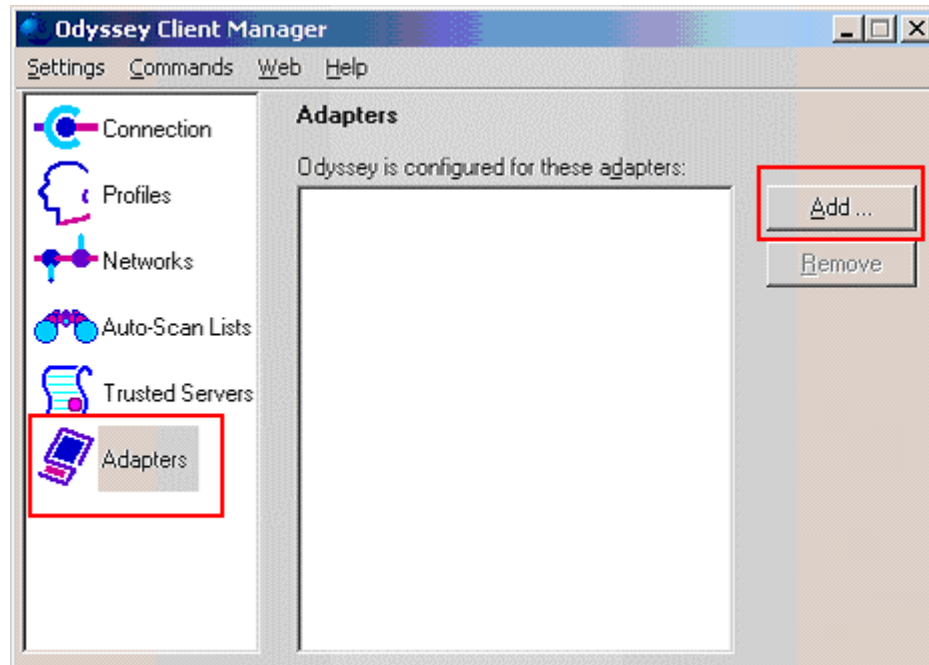 Odyssey Client Manager
Settings Commands Web Help
Connection
Profiles
Networks
Auto-Scan Lists
Trusted Servers
Adapters
Adapters
Odyssey is configured for these adapters:
Add ...
Remove